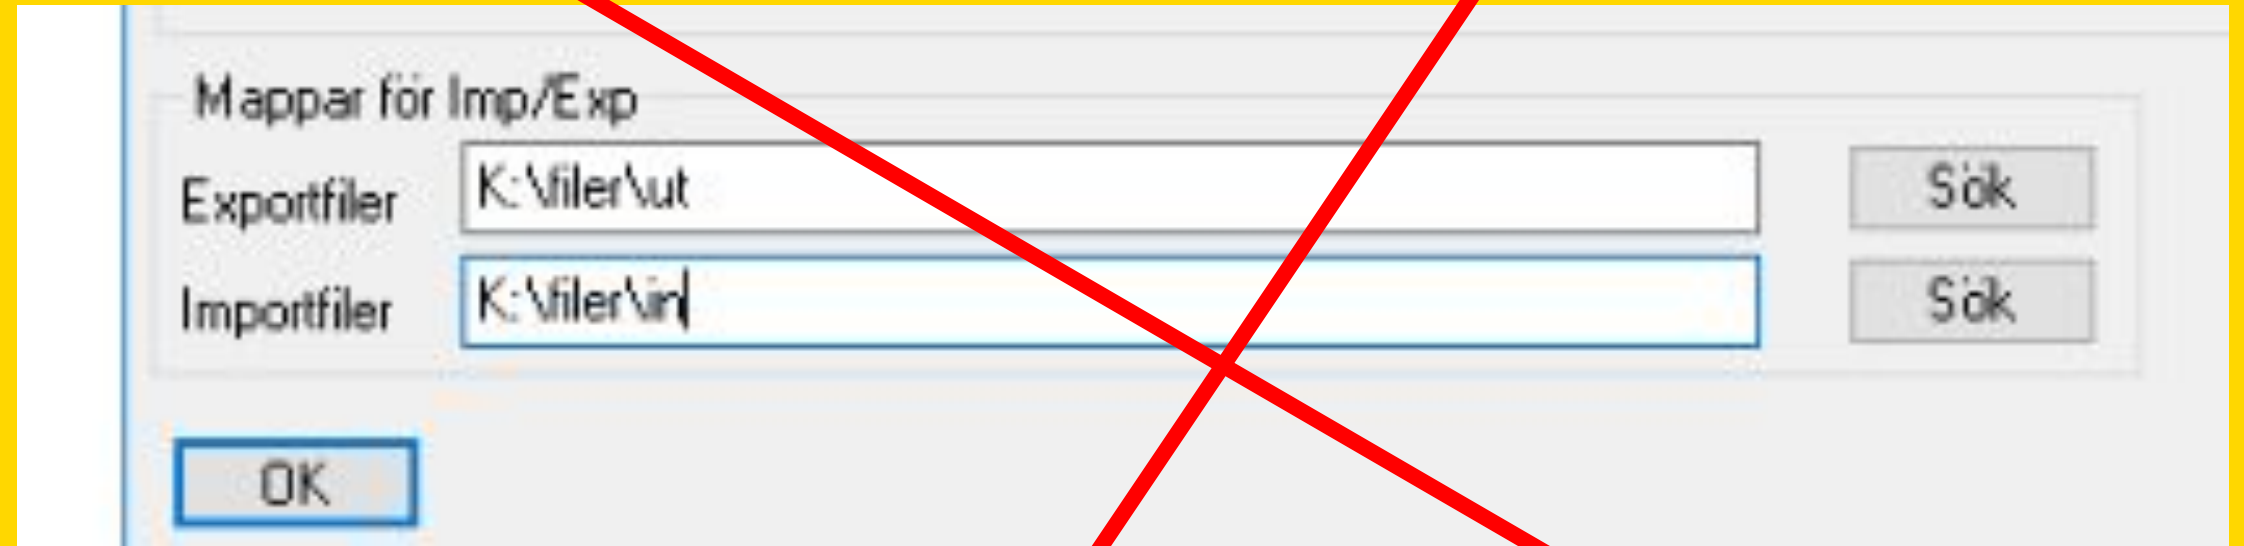 Mappar för Imp/Exp
Exportfiler K:\filer\ut Sök
Importfiler K:\filer\in Sök
OK